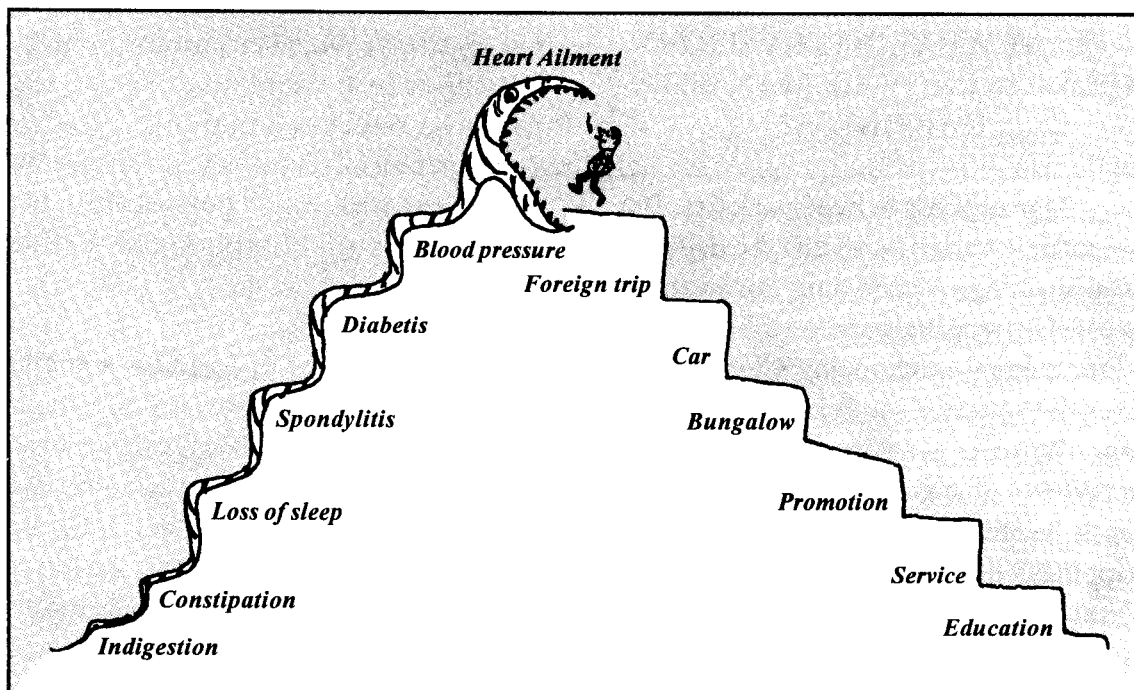 Heart Ailment
Blood pressure
Foreign trip
Diabetis
Car
Spondylitis
Bungalow
Loss of sleep
Promotion
Constipation
Service
Indigestion
Education